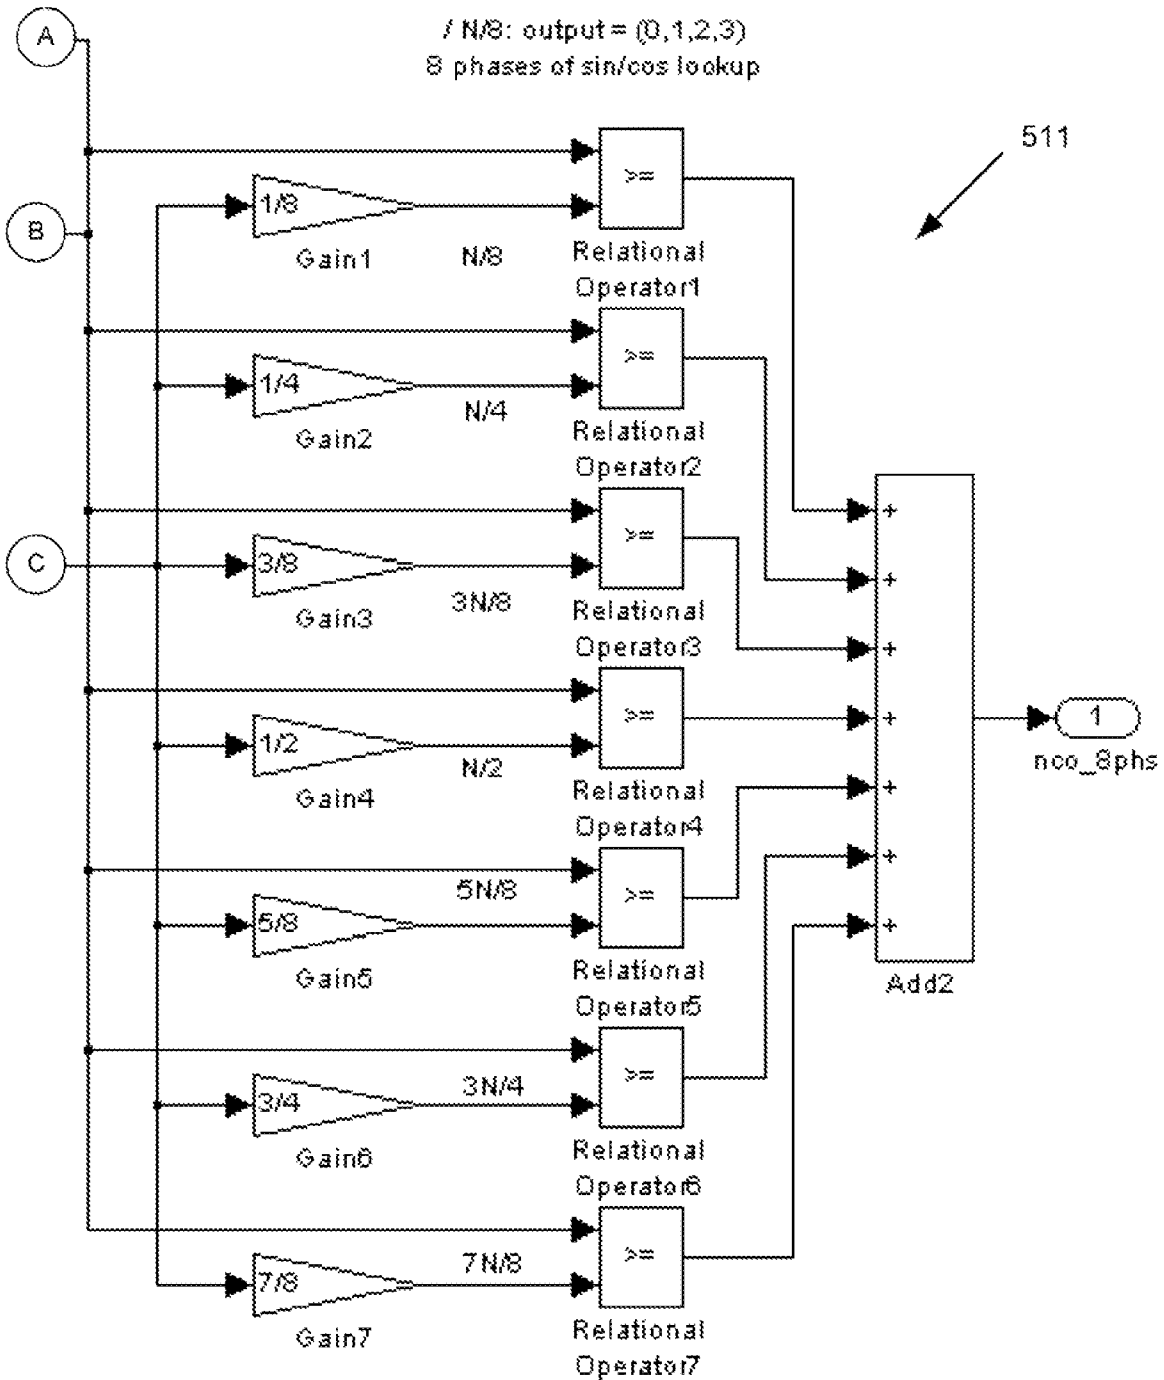 A
/ N/8: output = (0,1,2,3)
8 phases of sin/cos lookup
511
>=
1/8
B
Gain1
N/8
Relational
Operator1
>=
1/4
Gain2
N/4
Relational
Operator2
>=
+
C
3/8
+
Gain3
3N/8
Relational
Operator3
+
>=
1/2
+
1
nco_8phs
Gain4
N/2
Relational
Operator4
+
>=
5N/8
5/8
+
Gain5
Relational
Operator5
+
Add2
>=
3N/4
3/4
Gain6
Relational
Operator6
>=
7N/8
7/8
Gain7
Relational
Operator7